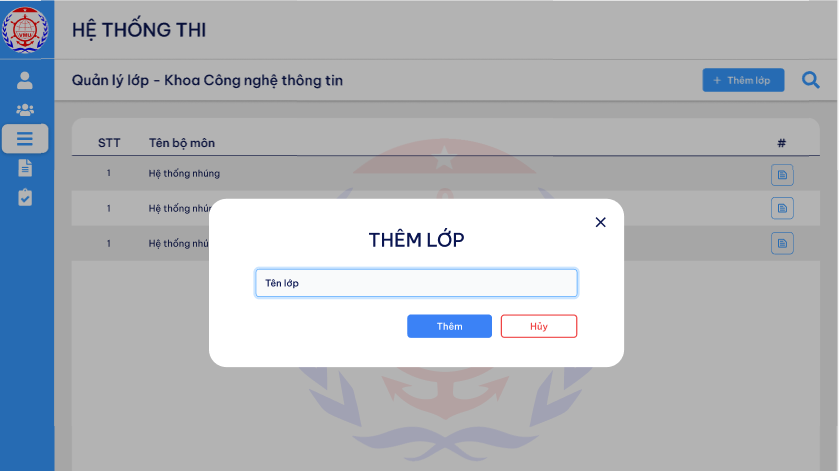 VMU
HỆ THỐNG THI
Quản lý lớp - Khoa Công nghệ thông tin
+ Thêm lớp
STT Tên bộ môn #
1 Hệ thống nhúng
1 Hệ thống nhú
1 Hệ thống nhú
THÊM LỚP
Tên lớp
Thêm Hủy